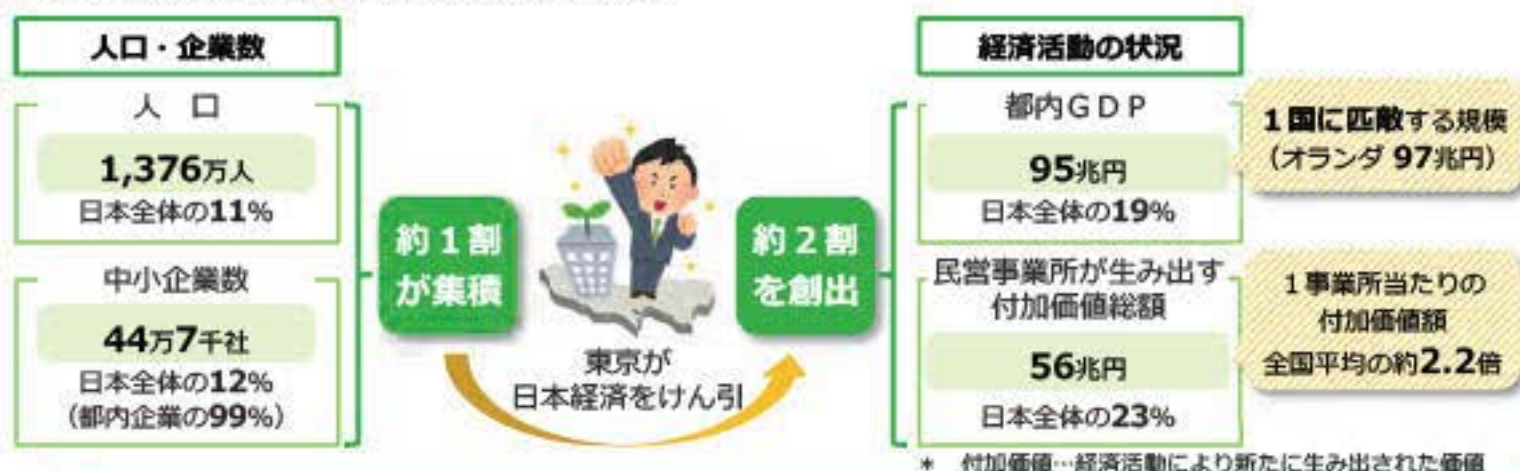 人口・企業数
人 口
1,376万人
日本全体の11%
中小企業数
44万7千社
日本全体の12%
(都内企業の99%)
約1割
が集積
東京が
日本経済をけん引
約2割
を創出
経済活動の状況
都内GDP
95兆円
日本全体の19%
民営事業所が生み出す
付加価値総額
56兆円
日本全体の23%
1国に匹敵する規模
(オランダ 97兆円)
1事業所当たりの
付加価値額
全国平均の約2.2倍
* 付加価値…経済活動により新たに生み出された価値